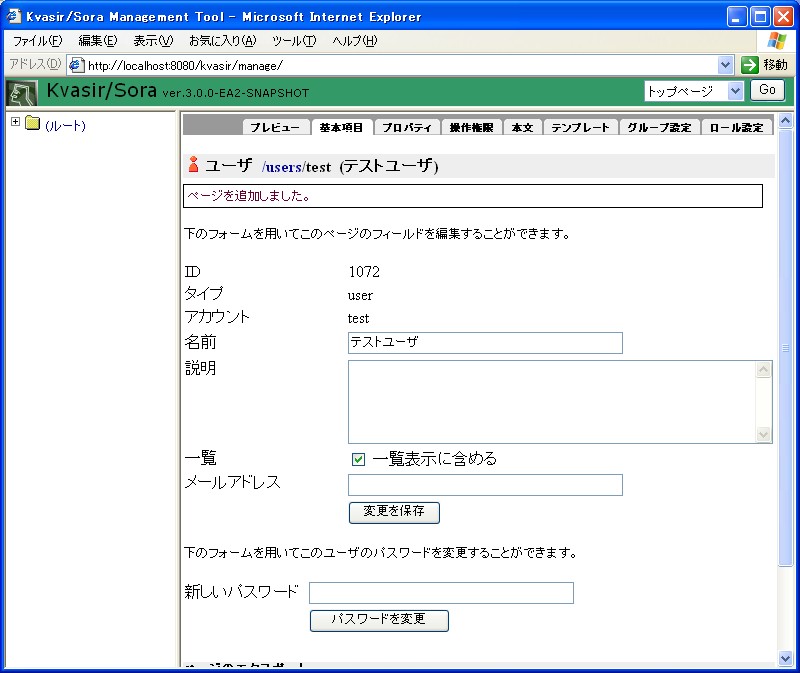 Kvasir/Sora Management Tool - Microsoft Internet Explorer
ファイル(F) 編集(E) 表示(V) お気に入り(A) ツール(T) ヘルプ(H)
アドレス(D) http://localhost:8080/kvasir/manage/ 移動
Kvasir/Sora ver.3.0.0-EA2-SNAPSHOT トップページ Go
(ルート)
プレビュー 基本項目 プロパティ 操作権限 本文 テンプレート グループ設定 ロール設定
ユーザ /users/test (テストユーザ)
ページを追加しました。
下のフォームを用いてこのページのフィールドを編集することができます。
ID 1072
タイプ user
アカウント test
名前 テストユーザ
説明
一覧 一覧表示に含める
メールアドレス
変更を保存
下のフォームを用いてこのユーザのパスワードを変更することができます。
新しいパスワード
パスワードを変更